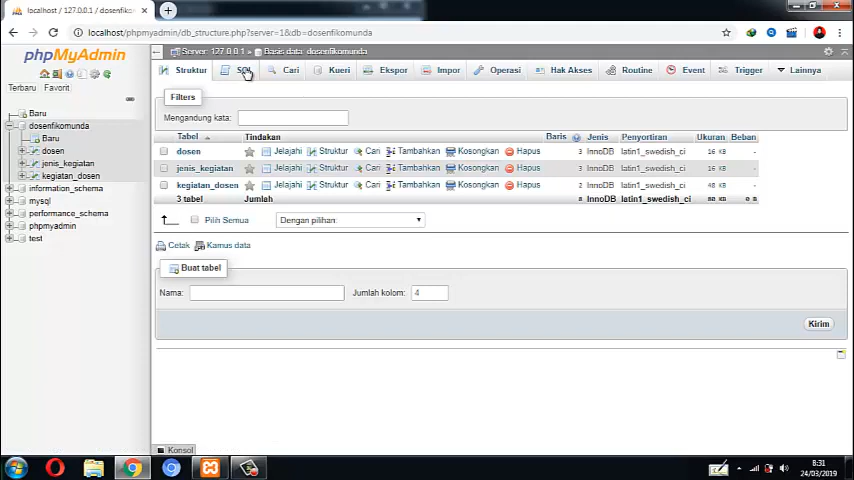 localhost / 127.0.0.1 / dosenfikomunda
localhost/phpmyadmin/db_structure.php?server=1&db=dosenfikomunda
phpMyAdmin
Terbaru Favorit
Baru
dosenfikomunda
Baru
dosen
jenis_kegiatan
kegiatan_dosen
information_schema
mysql
performance_schema
phpmyadmin
test
Server: 127.0.0.1 » Basis data: dosenfikomunda
Struktur SQL Cari Kueri Ekspor Impor Operasi Hak Akses Routine Event Trigger Lainnya
Filters
Mengandung kata:
Tabel Tindakan Baris Jenis Penyortiran Ukuran Beban
dosen Jelajahi Struktur Cari Tambahkan Kosongkan Hapus 3 InnoDB latin1_swedish_ci 16 KB -
jenis_kegiatan Jelajahi Struktur Cari Tambahkan Kosongkan Hapus 3 InnoDB latin1_swedish_ci 16 KB -
kegiatan_dosen Jelajahi Struktur Cari Tambahkan Kosongkan Hapus 2 InnoDB latin1_swedish_ci 48 KB -
3 tabel Jumlah 8 InnoDB latin1_swedish_ci 80 KB 0 B
Pilih Semua Dengan pilihan:
Cetak Kamus data
Buat tabel
Nama: Jumlah kolom: 4
Kirim
Konsol
8:31
24/03/2019